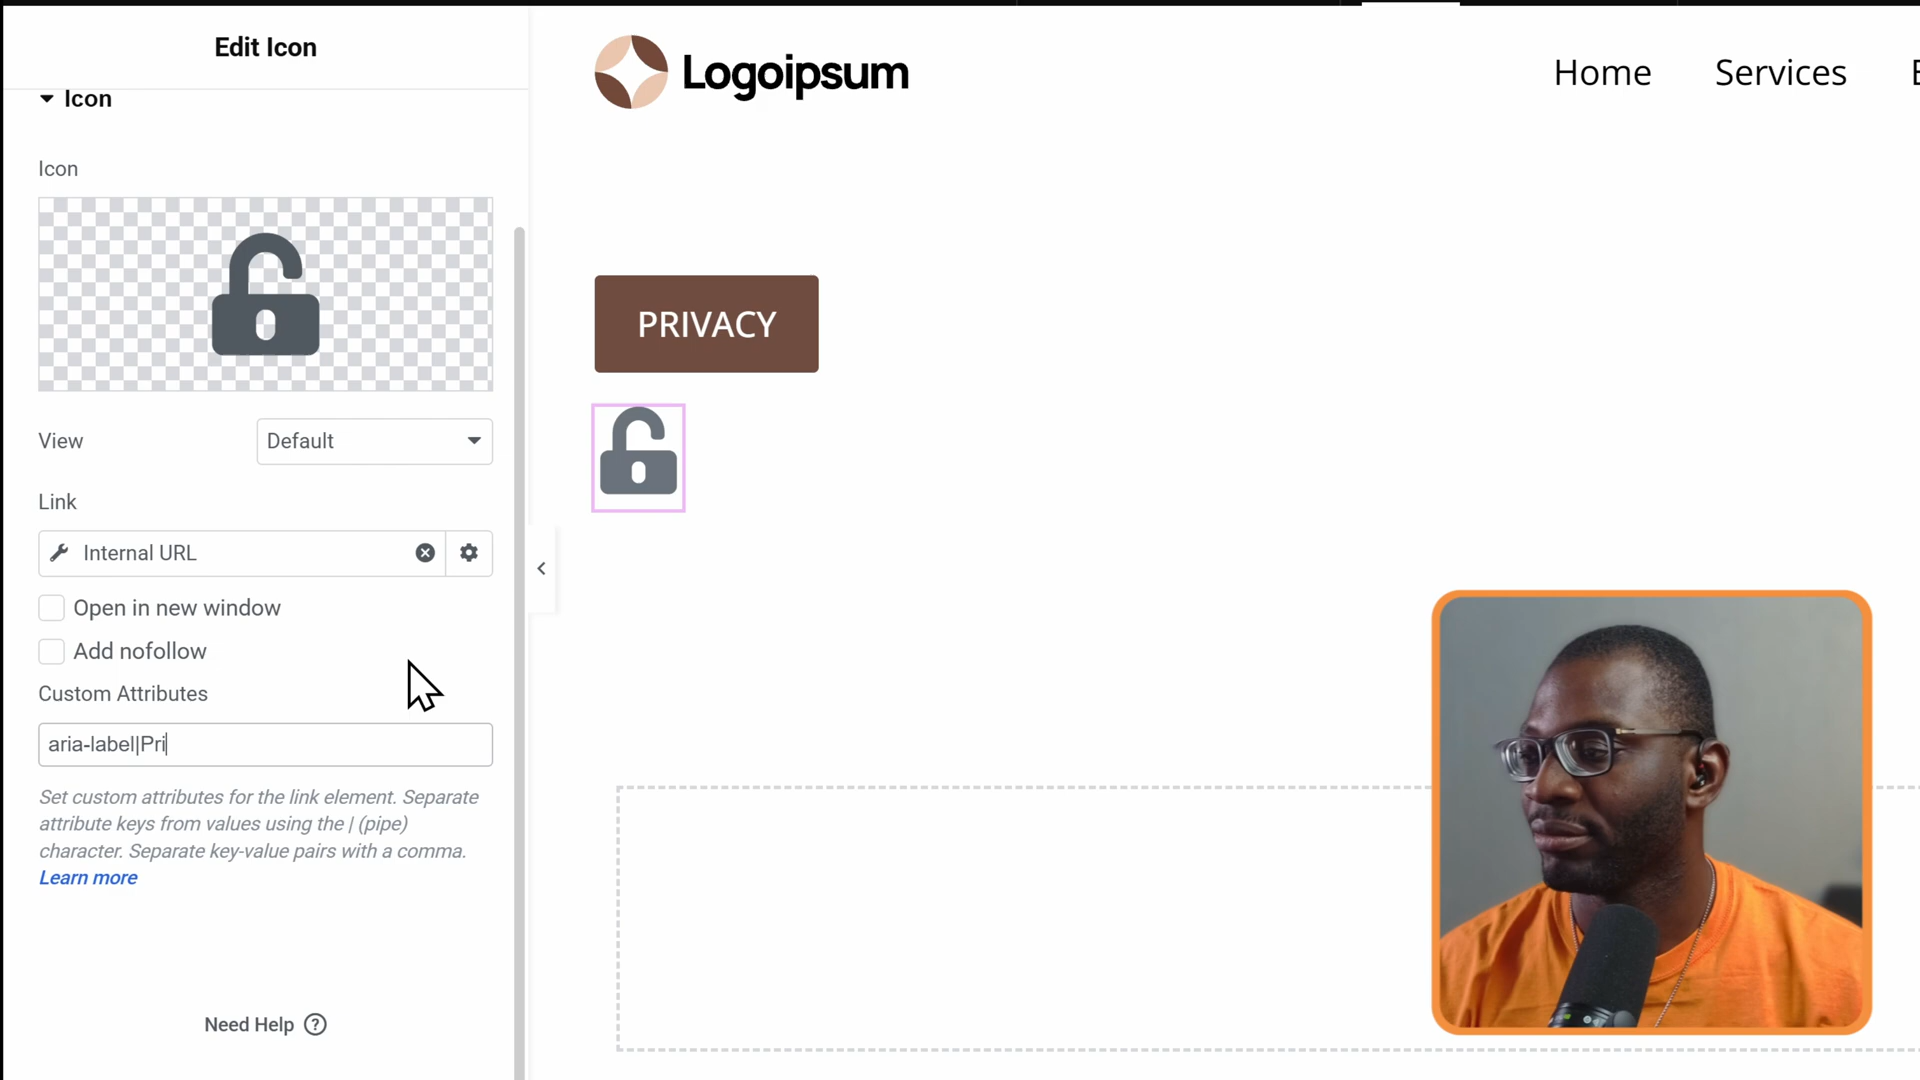 Edit Icon
Icon
Icon
View
Default
Link
Internal URL
Open in new window
Add nofollow
Custom Attributes
aria-label|Pri
Set custom attributes for the link element. Separate
attribute keys from values using the | (pipe)
character. Separate key-value pairs with a comma.
Learn more
Need Help ?
Logoipsum
Home
Services
PRIVACY